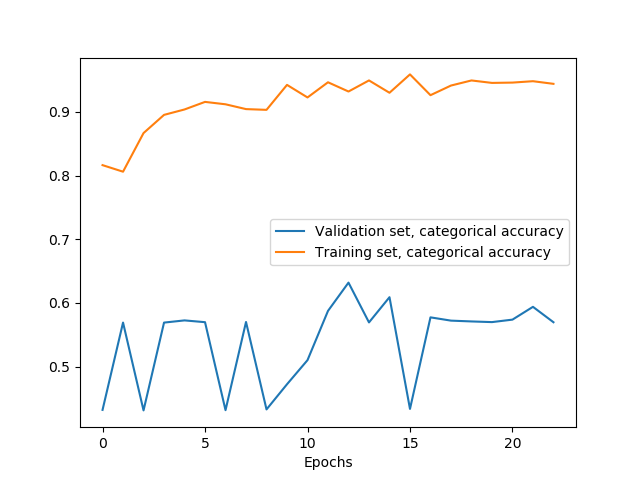 0.9
0.8
0.7
0.6
0.5
Validation set, categorical accuracy
Training set, categorical accuracy
0 5 10 15 20
Epochs